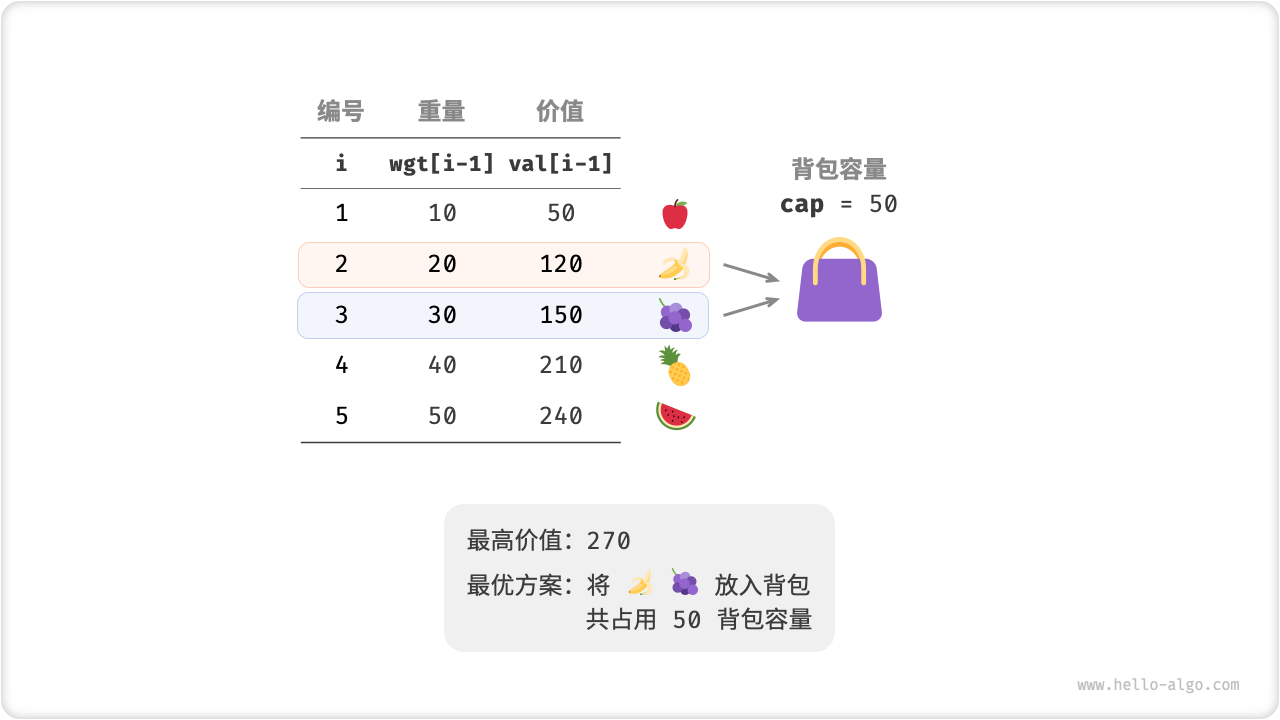 编号 重量 价值
i wgt[i-1] val[i-1]
1 10 50
2 20 120
3 30 150
4 40 210
5 50 240
背包容量
cap = 50
最高价值：270
最优方案：将 放入背包
共占用 50 背包容量
www.hello-algo.com